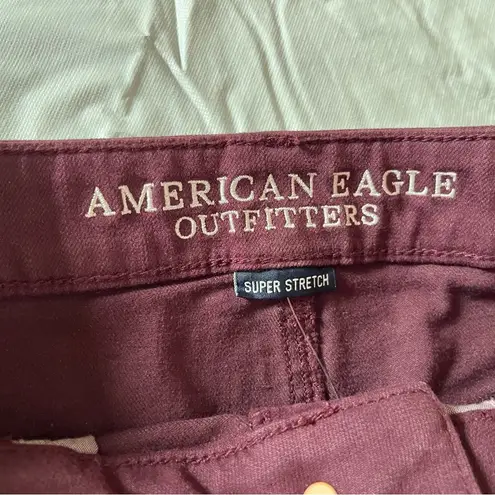 AMERICAN EAGLE
OUTFITTERS
SUPER STRETCH